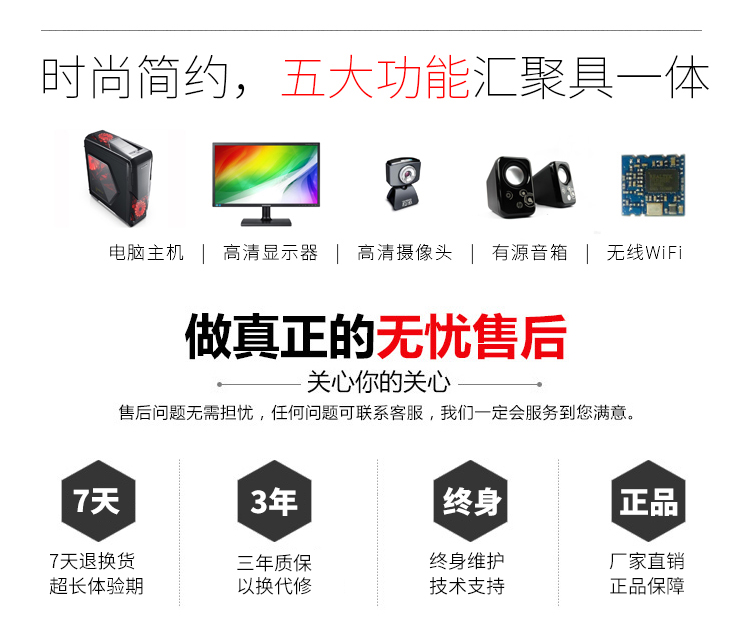 时尚简约，五大功能汇聚具一体
电脑主机 | 高清显示器 | 高清摄像头 | 有源音箱 | 无线WiFi
做真正的无忧售后
关心你的关心
售后问题无需担忧，任何问题可联系客服，我们一定会服务到您满意。
7天 3年 终身 正品
7天退换货 三年质保 终身维护 厂家直销
超长体验期 以换代修 技术支持 正品保障